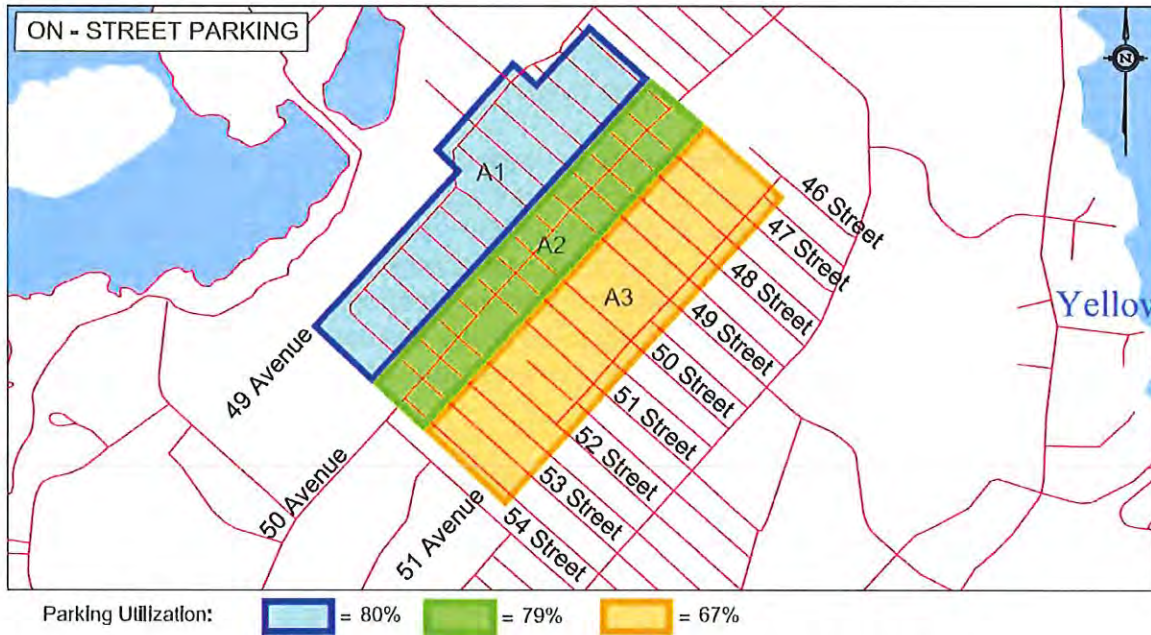 ON - STREET PARKING
N
A1
A2
A3
46 Street
47 Street
48 Street
49 Street
50 Street
51 Street
52 Street
53 Street
54 Street
49 Avenue
50 Avenue
51 Avenue
Yellow
Parking Utilization: = 80% = 79% = 67%